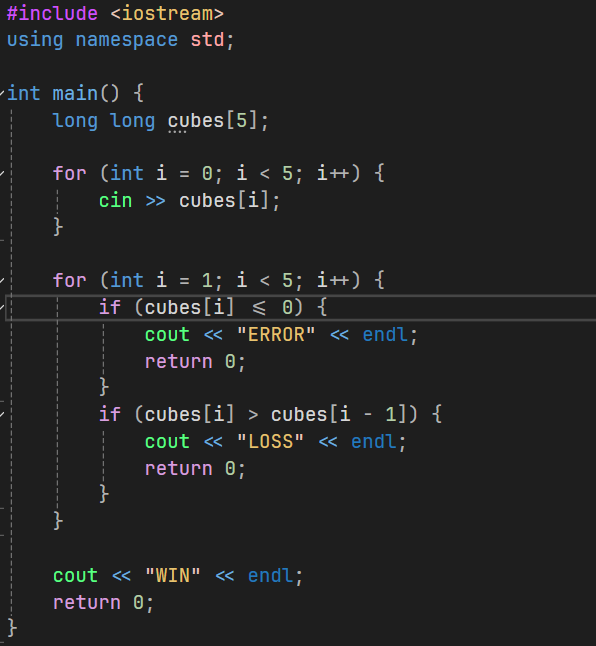 #include <iostream>
using namespace std;
int main() {
long long cubes[5];
for (int i = 0; i < 5; i++) {
cin >> cubes[i];
}
for (int i = 1; i < 5; i++) {
if (cubes[i] <= 0) {
cout << "ERROR" << endl;
return 0;
}
if (cubes[i] > cubes[i - 1]) {
cout << "LOSS" << endl;
return 0;
}
}
cout << "WIN" << endl;
return 0;
}